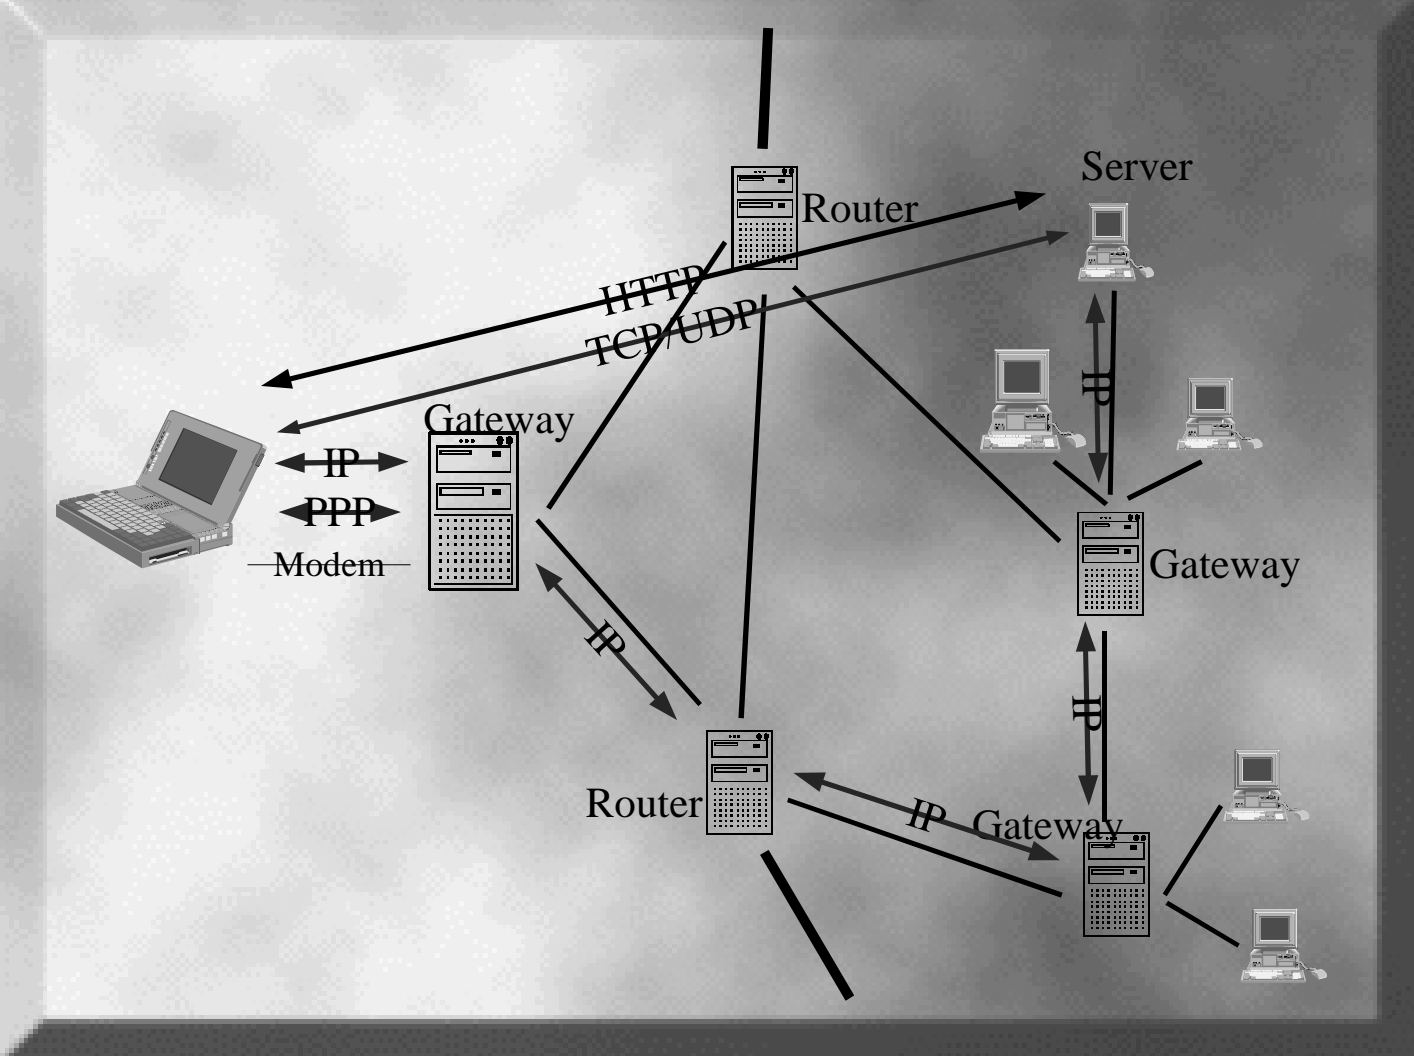 Server
Router
HTTP
TCP/UDP
IP
Gateway
IP
PPP
Modem
Gateway
IP
IP
Router
IP
Gateway